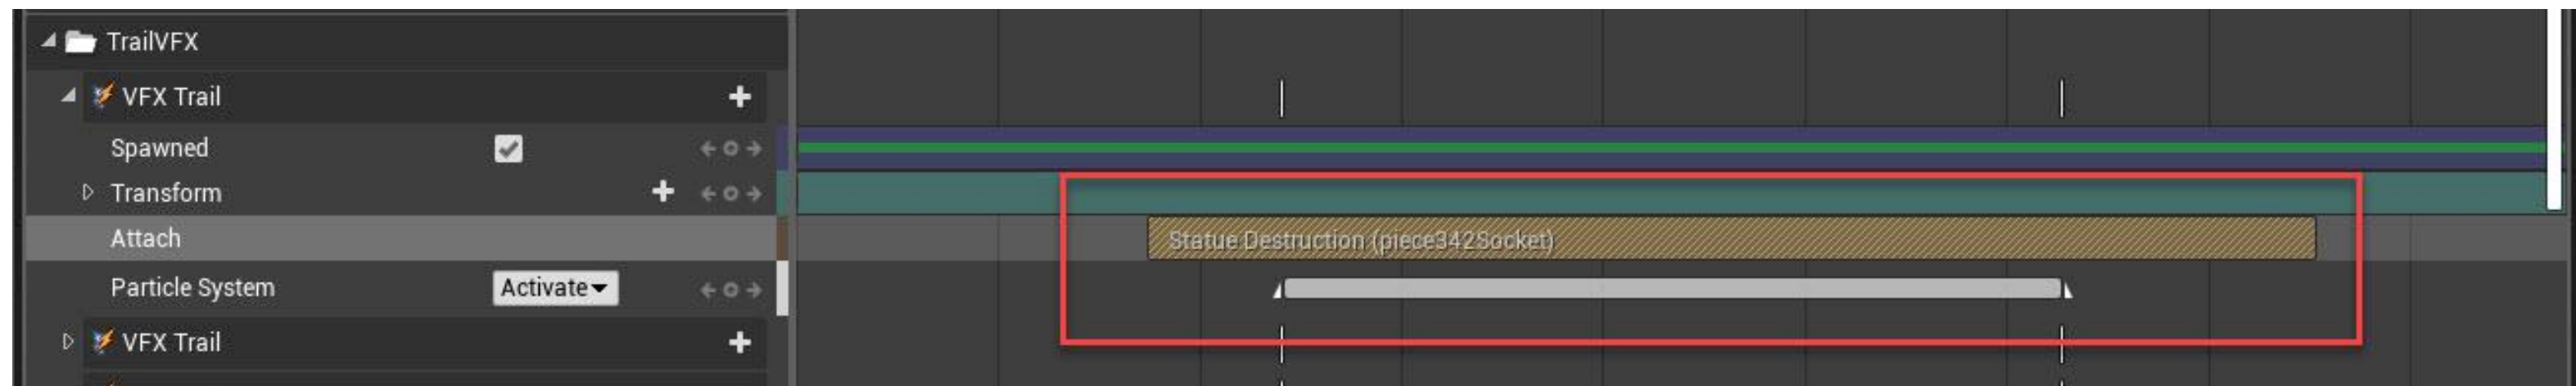 TrailVFX
VFX Trail
Spawned
Transform
Attach
Statue Destruction (piece342Socket)
Particle System
Activate
VFX Trail